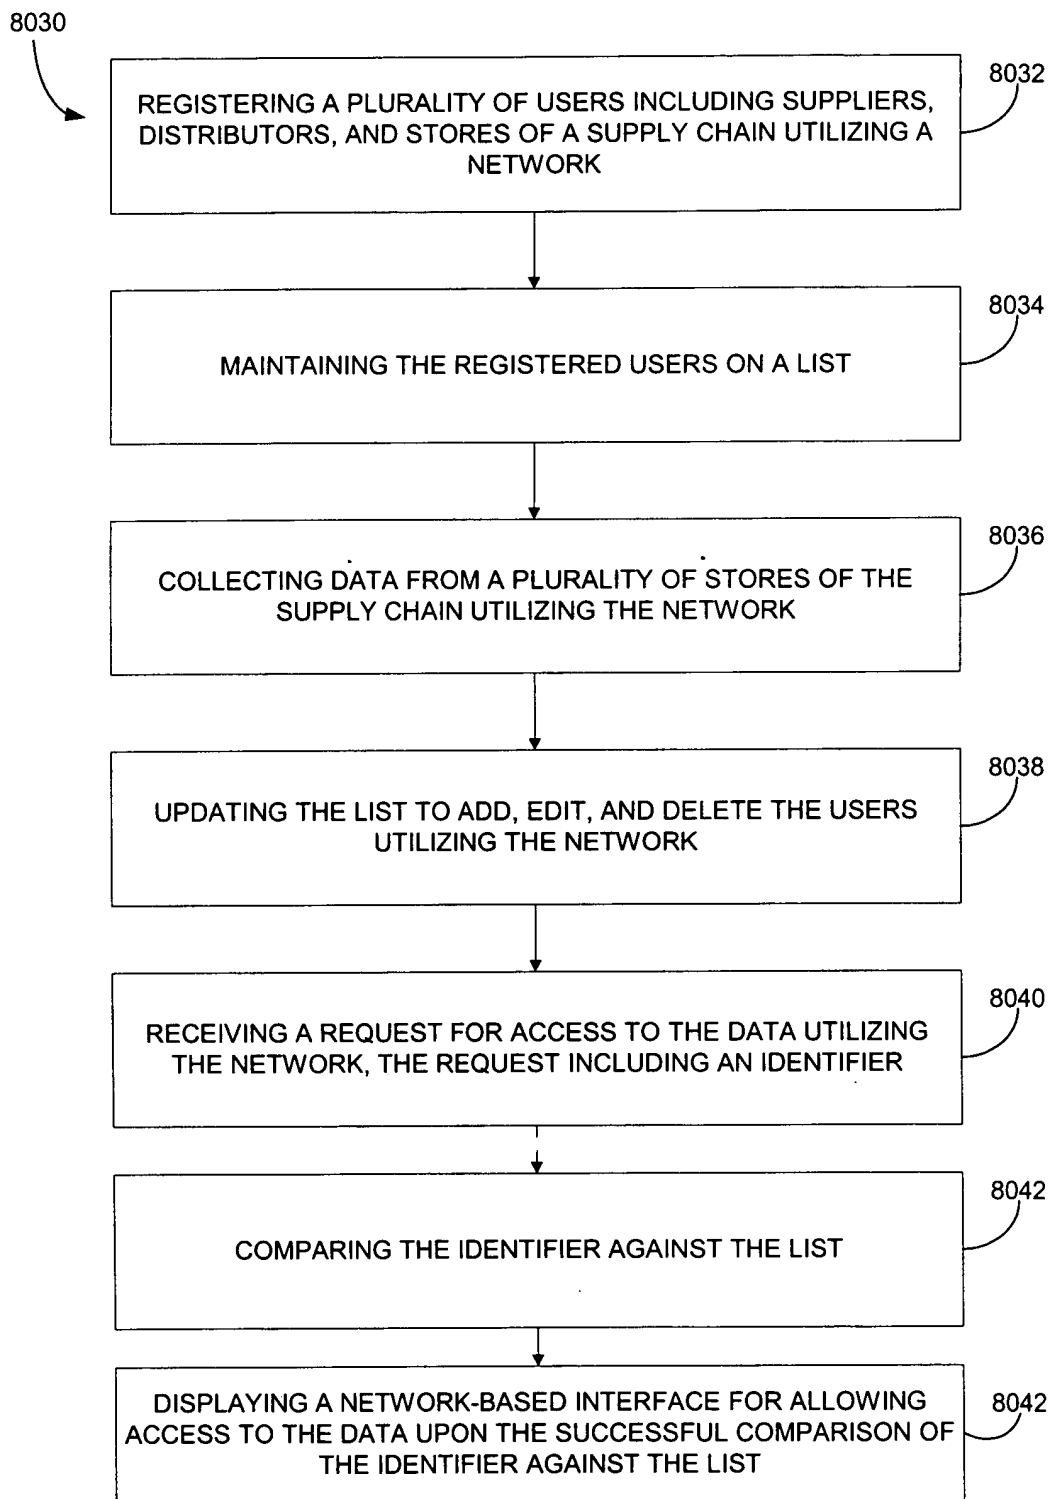 8030
8032
REGISTERING A PLURALITY OF USERS INCLUDING SUPPLIERS,
DISTRIBUTORS, AND STORES OF A SUPPLY CHAIN UTILIZING A
NETWORK
8034
MAINTAINING THE REGISTERED USERS ON A LIST
8036
COLLECTING DATA FROM A PLURALITY OF STORES OF THE
SUPPLY CHAIN UTILIZING THE NETWORK
8038
UPDATING THE LIST TO ADD, EDIT, AND DELETE THE USERS
UTILIZING THE NETWORK
8040
RECEIVING A REQUEST FOR ACCESS TO THE DATA UTILIZING
THE NETWORK, THE REQUEST INCLUDING AN IDENTIFIER
8042
COMPARING THE IDENTIFIER AGAINST THE LIST
8042
DISPLAYING A NETWORK-BASED INTERFACE FOR ALLOWING
ACCESS TO THE DATA UPON THE SUCCESSFUL COMPARISON OF
THE IDENTIFIER AGAINST THE LIST